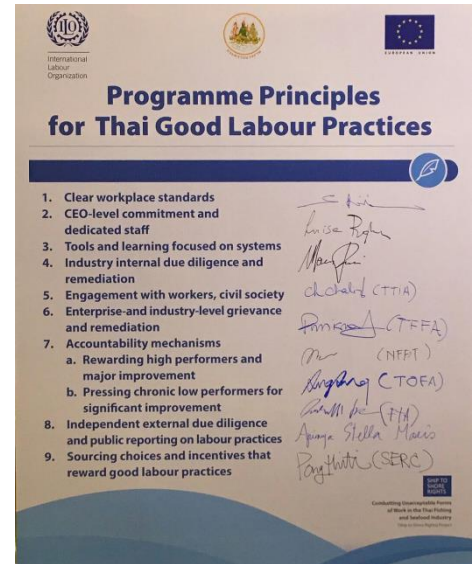 International
Labour
Organization
EUROPEAN UNION
Programme Principles
for Thai Good Labour Practices
1. Clear workplace standards
2. CEO-level commitment and
dedicated staff
3. Tools and learning focused on systems
4. Industry internal due diligence and
remediation
5. Engagement with workers, civil society
6. Enterprise-and industry-level grievance
and remediation
7. Accountability mechanisms
a. Rewarding high performers and
major improvement
b. Pressing chronic low performers for
significant improvement
8. Independent external due diligence
and public reporting on labour practices
9. Sourcing choices and incentives that
reward good labour practices
(TTIA)
(TFFA)
(NFFT)
(TOFA)
(FYA)
Stella Maris
(SERC)
SHIP TO
SHORE
RIGHTS
Combatting Unacceptable Forms
of Work in the Thai Fishing
and Seafood Industry